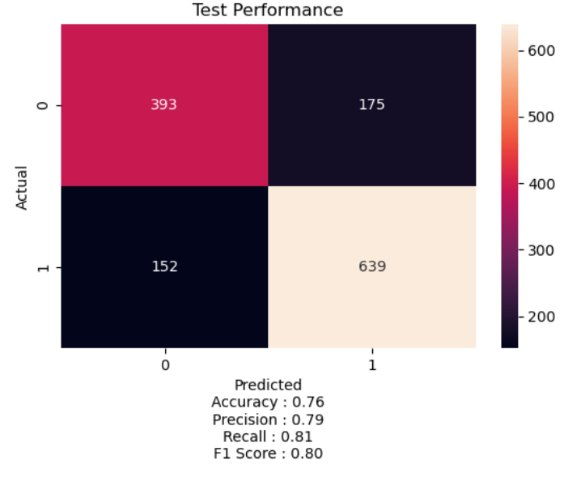 Test Performance
0
393
175
Actual
1
152
639
0
1
Predicted
Accuracy : 0.76
Precision : 0.79
Recall : 0.81
F1 Score : 0.80
600
500
400
300
200